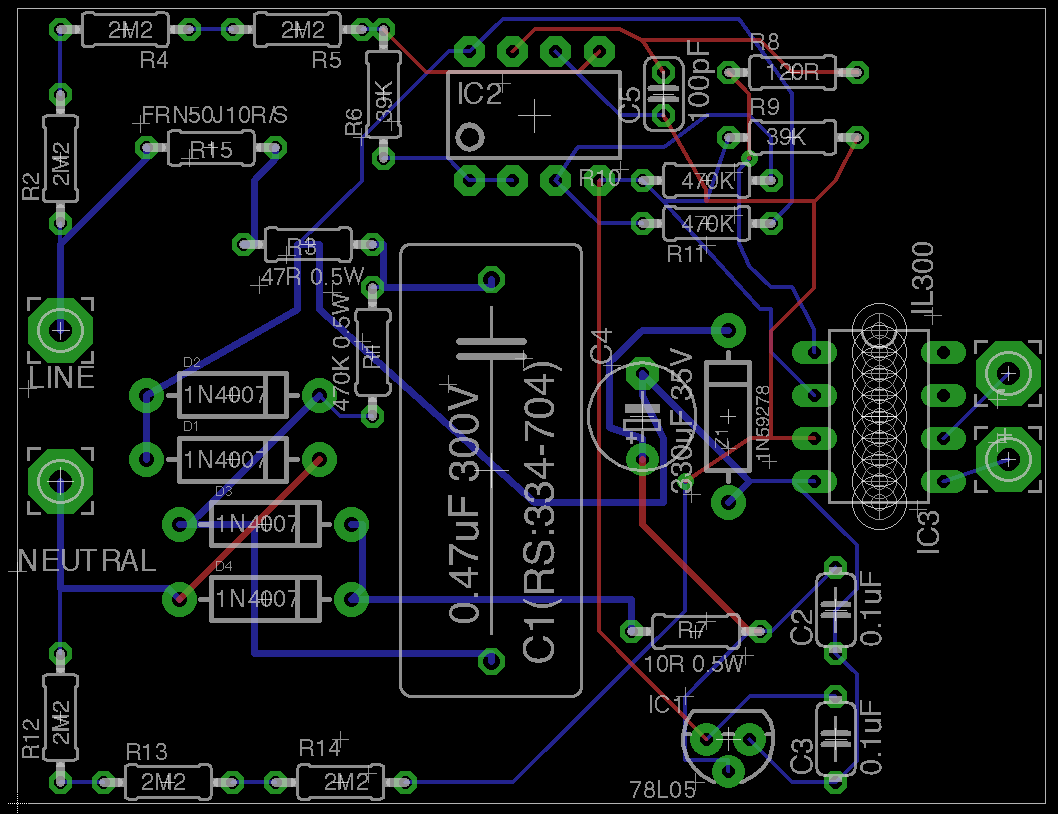 2M2
R4
2M2
R5
R6
39K
IC2
C5
100pF
R8
120R
R9
39K
R10
470K
470K
R11
FRN50J10R/S
R15
R2
2M2
R3
47R 0.5W
470K 0.5W
LINE
D2
1N4007
D1
1N4007
D3
1N4007
D4
1N4007
NEUTRAL
0.47uF 300V
C1(RS:334-704)
C4
+
330uF 35V
Z1
1N5927B
IL300
IC3
R7
10R 0.5W
C2
0.1uF
IC1
78L05
C3
0.1uF
R12
2M2
R13
2M2
R14
2M2